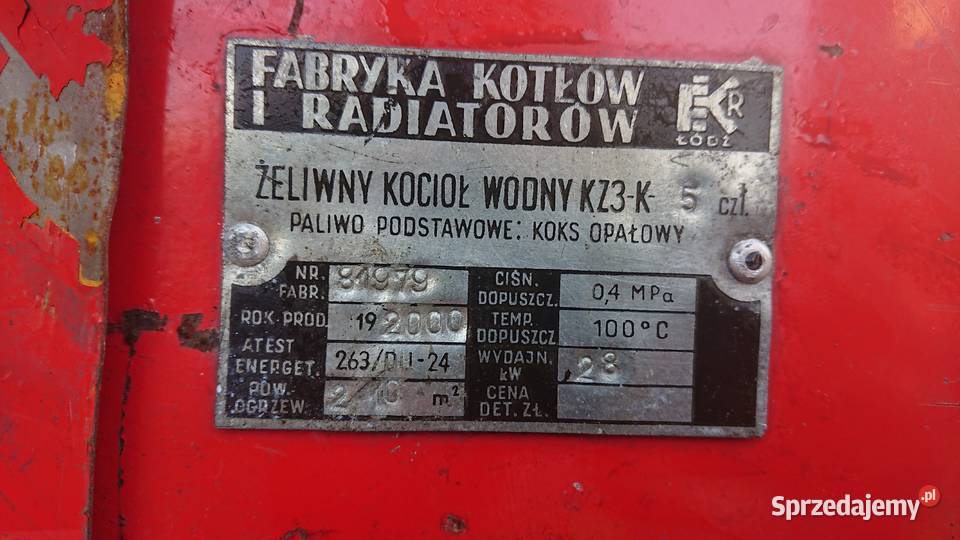 FABRYKA KOTŁÓW
I RADIATORÓW
FKR
ŁÓDŹ
ŻELIWNY KOCIOŁ WODNY KZ3-K- 5 czł.
PALIWO PODSTAWOWE: KOKS OPAŁOWY
NR. FABR. 81979
ROK-PROD. 19 2000
ATEST ENERGET. 263/DU-24
POW. OGRZEW. m²
CIŚN. DOPUSZCZ. 0,4 MPa
TEMP. DOPUSZCZ 100°C
WYDAJN. kW 28
CENA DET. ZŁ.
Sprzedajemy.pl